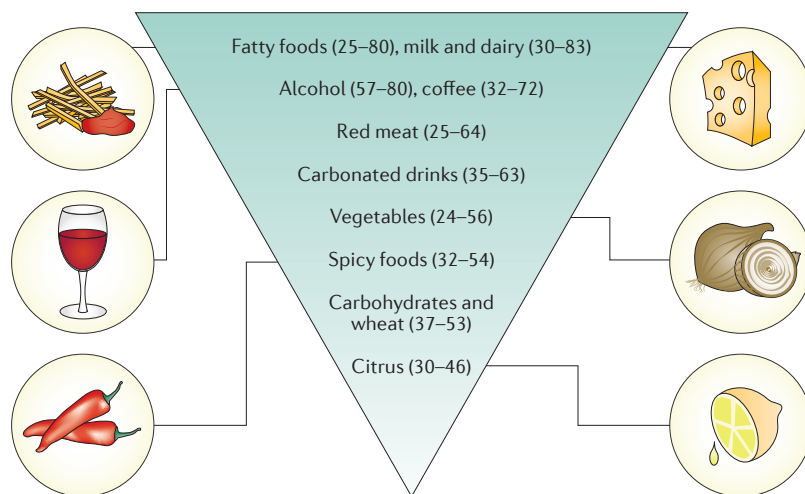 Fatty foods (25–80), milk and dairy (30–83)
Alcohol (57–80), coffee (32–72)
Red meat (25–64)
Carbonated drinks (35–63)
Vegetables (24–56)
Spicy foods (32–54)
Carbohydrates and
wheat (37–53)
Citrus (30–46)